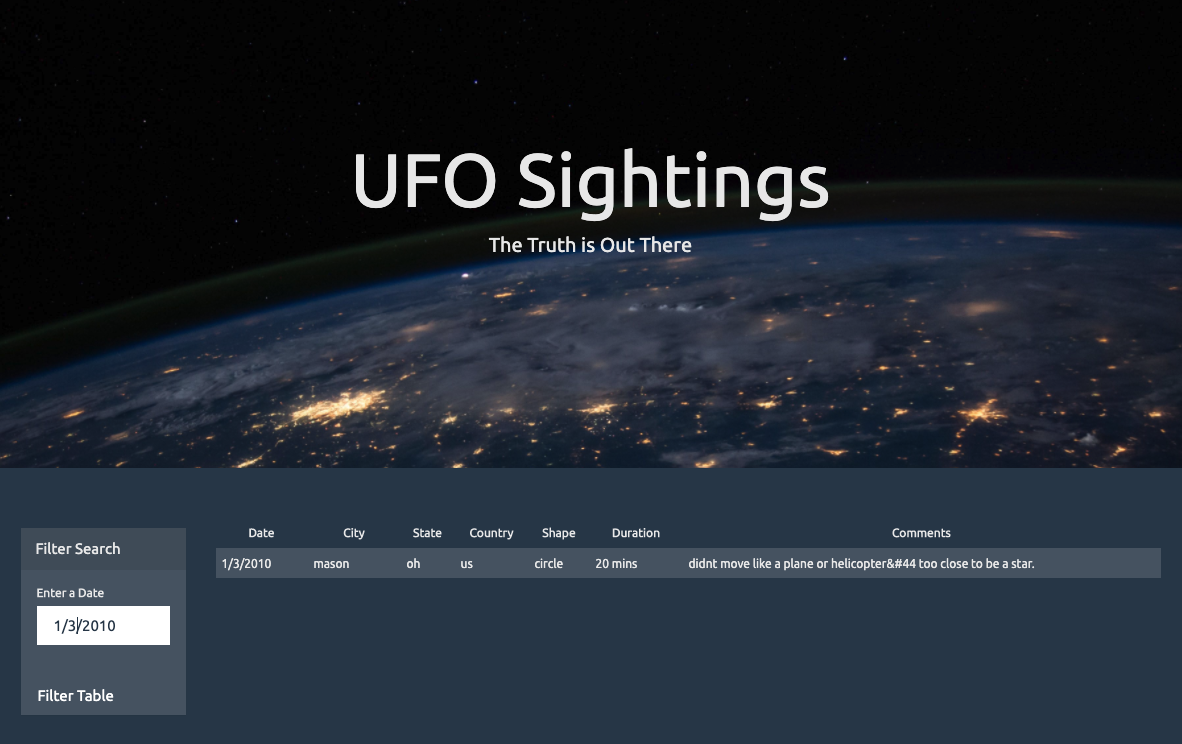 UFO Sightings
The Truth is Out There
Filter Search
Enter a Date
1/3/2010
Filter Table
Date City State Country Shape Duration Comments
1/3/2010 mason oh us circle 20 mins didnt move like a plane or helicopter&#44 too close to be a star.